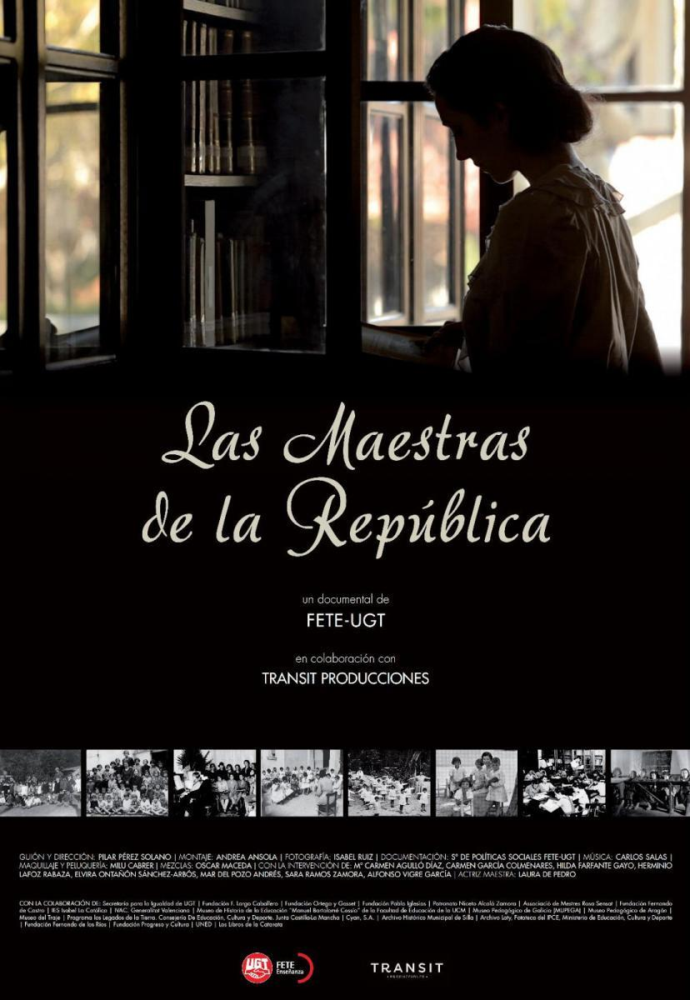 Las Maestras
de la República
un documental de
FETE-UGT
en colaboración con
TRANSIT PRODUCCIONES
GUIÓN Y DIRECCIÓN: PILAR PÉREZ SOLANO | MONTAJE: ANDREA ANSOLA | FOTOGRAFÍA: ISABEL RUIZ | DOCUMENTACIÓN: Sº DE POLÍTICAS SOCIALES FETE-UGT | MÚSICA: CARLOS SALAS |
MAQUILLAJE Y PELUQUERÍA: MILU CABRER | MEZCLAS: OSCAR MACEDA | CON LA INTERVENCIÓN DE: Mª CARMEN AGULLÓ DÍAZ, CARMEN GARCÍA COLMENARES, HILDA FARFANTE GAYO, HERMINIO
LAFOZ RABAZA, ELVIRA ONTAÑÓN SÁNCHEZ-ARBÓS, MAR DEL POZO ANDRÉS, SARA RAMOS ZAMORA, ALFONSO VIGRE GARCÍA | ACTRIZ MAESTRA: LAURA DE PEDRO
CON LA COLABORACIÓN DE: Secretaría para la Igualdad de UGT | Fundación F. Largo Caballero | Fundación Ortega y Gasset | Fundación Pablo Iglesias | Patronato Niceto Alcalá Zamora | Associació de Mestres Rosa Sensat | Fundación Fernando
de Castro | IES Isabel La Católica | IVAC. Generalitat Valenciana | Museo de Historia de la Educación "Manuel Bartolomé Cossío" de la Facultad de Educación de la UCM | Museo Pedagógico de Galicia (MUPEGA) | Museo Pedagógico de Aragón |
Museo del Traje | Programa los Legados de la Tierra. Consejería De Educación, Cultura y Deporte. Junta Castilla-La Mancha | Cyan, S.A. | Archivo Histórico Municipal de Silla | Archivo Loty, Fototeca del IPCE, Ministerio de Educación, Cultura y Deporte
| Fundación Fernando de los Ríos | Fundación Progreso y Cultura | UNED | Los Libros de la Catarata
UGT
FETE
Enseñanza
TRANSIT
PRODUCCIONES